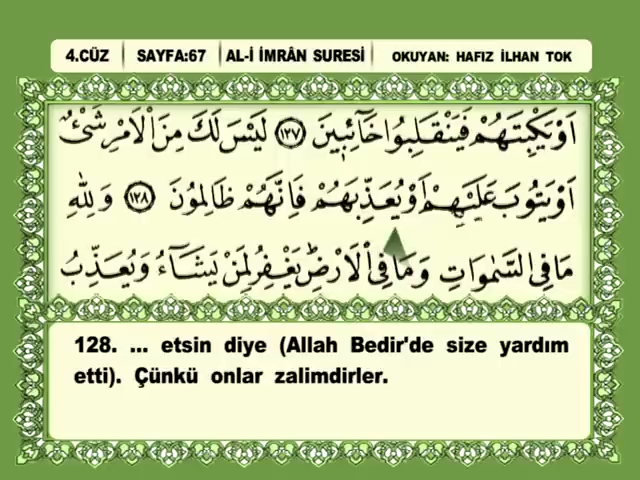 4.CÜZ SAYFA:67 AL-İ İMRÂN SURESİ OKUYAN: HAFIZ İLHAN TOK
اَوْ يَكْبِتَهُمْ فَيَنْقَلِبُوا خَٓائِبٖينَ ﴿١٢٧﴾ لَيْسَ لَكَ مِنَ الْاَمْرِ شَيْءٌ
اَوْ يَتُوبَ عَلَيْهِمْ اَوْ يُعَذِّبَهُمْ فَاِنَّهُمْ ظَالِمُونَ ﴿١٢٨﴾ وَلِلّٰهِ
مَا فِي السَّمٰوَاتِ وَمَا فِي الْاَرْضِۜ يَغْفِرُ لِمَنْ يَشَٓاءُ وَيُعَذِّبُ
128. ... etsin diye (Allah Bedir'de size yardım
etti). Çünkü onlar zalimdirler.